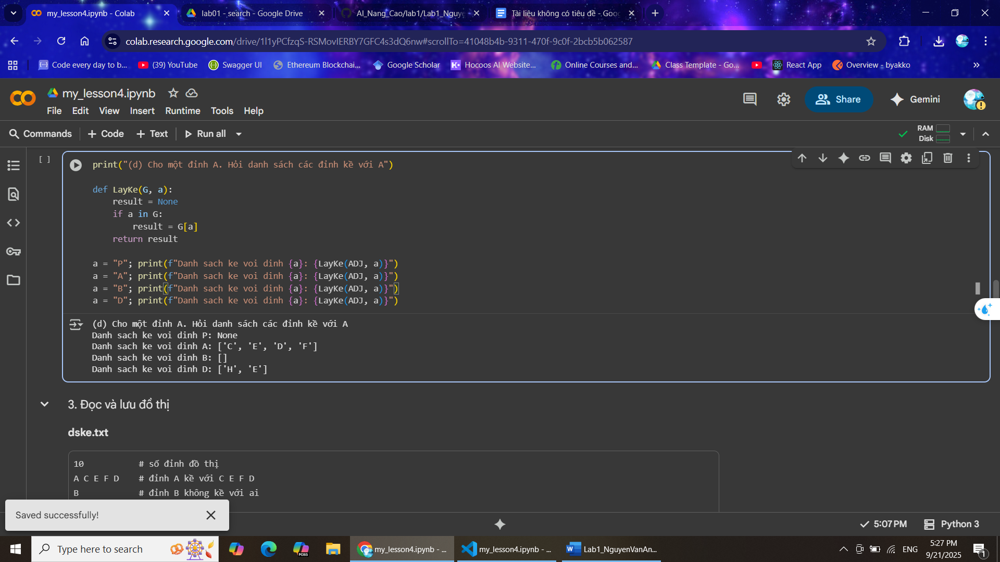 my_lesson4.ipynb - Colab
lab01 - search - Google Drive
AI_Nang_Cao/lab1/Lab1_Nguye
Tài liệu không có tiêu đề - Goog
colab.research.google.com/drive/1l1yPCfzqS-RSMovIERBY7GFC4s3dQ6nw#scrollTo=41048b4b-9311-470f-9c0f-2bcb5b062587
Code every day to b...
(39) YouTube
Swagger UI
Ethereum Blockchai...
Google Scholar
Hocoos AI Website...
Online Courses and...
Class Template - Go...
React App
Overview - byakko
my_lesson4.ipynb
File Edit View Insert Runtime Tools Help
Share
Gemini
Commands + Code + Text Run all
RAM
Disk
[ ]
print("(d) Cho một đỉnh A. Hỏi danh sách các đỉnh kề với A")
def LayKe(G, a):
    result = None
    if a in G:
        result = G[a]
    return result
a = "P"; print(f"Danh sach ke voi dinh {a}: {LayKe(ADJ, a)}")
a = "A"; print(f"Danh sach ke voi dinh {a}: {LayKe(ADJ, a)}")
a = "B"; print(f"Danh sach ke voi dinh {a}: {LayKe(ADJ, a)}")
a = "D"; print(f"Danh sach ke voi dinh {a}: {LayKe(ADJ, a)}")
(d) Cho một đỉnh A. Hỏi danh sách các đỉnh kề với A
Danh sach ke voi dinh P: None
Danh sach ke voi dinh A: ['C', 'E', 'D', 'F']
Danh sach ke voi dinh B: []
Danh sach ke voi dinh D: ['H', 'E']
3. Đọc và lưu đồ thị
dske.txt
10 # số đỉnh đồ thị
A C E F D # đỉnh A kề với C E F D
B # đỉnh B không kề với ai
Saved successfully!
5:07 PM
Python 3
Type here to search
M365
my_lesson4.ipynb - ...
my_lesson4.ipynb - ...
Lab1_NguyenVanAn...
ENG
5:27 PM
9/21/2025
1